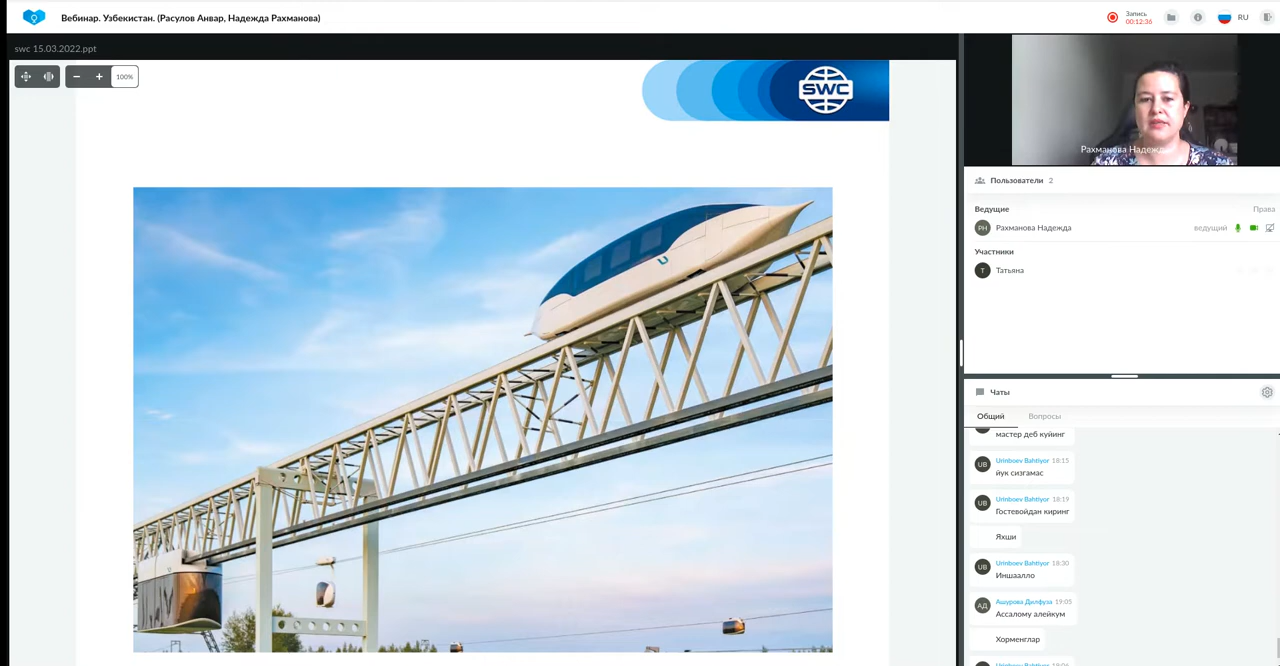 Вебинар. Узбекистан. (Расулов Анвар, Надежда Рахманова)
Запись
00:12:36
RU
swc 15.03.2022.ppt
100%
SWC
Рахманова Надежда
Пользователи 2
Ведущие
Права
РН
Рахманова Надежда
ведущий
Участники
Т
Татьяна
Чаты
Общий
Вопросы
мастер деб куйинг
UB
Urinboev Bahtiyor 18:15
йук сизгамас
UB
Urinboev Bahtiyor 18:19
Гостевойдан киринг
Яхши
UB
Urinboev Bahtiyor 18:30
Иншаалло
АД
Ашурова Дилфуза 19:05
Ассалому алейкум
Хорменглар
Urinboev Bahtiyor